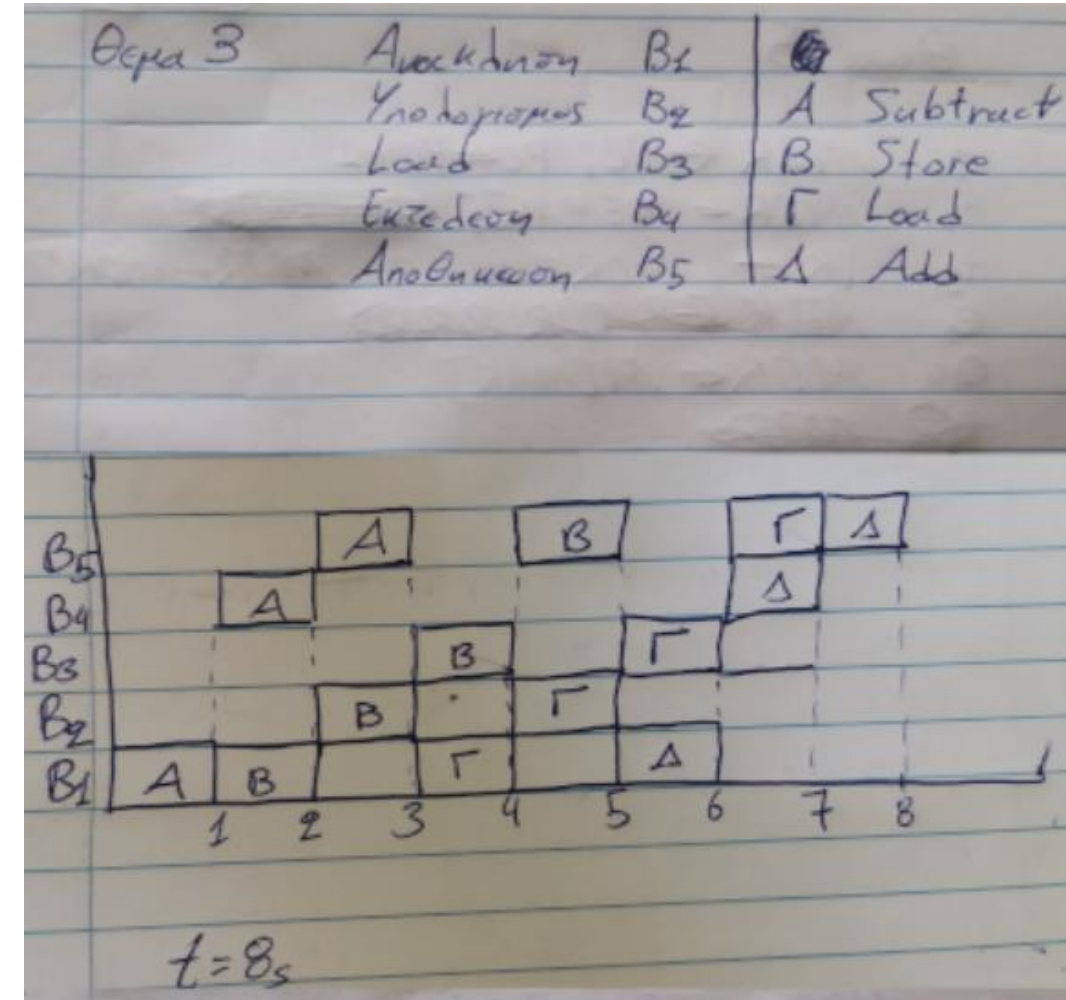 Θεμα 3 Ανακληση B1
Υπολογισμος B2 A Subtract
Load B3 B Store
Εκτελεση B4 Γ Load
Αποθηκευση B5 Δ Add
B5 A B Γ Δ
B4 A Δ
B3 B Γ
B2 B Γ
B1 A B Γ Δ
1 2 3 4 5 6 7 8
t=8s